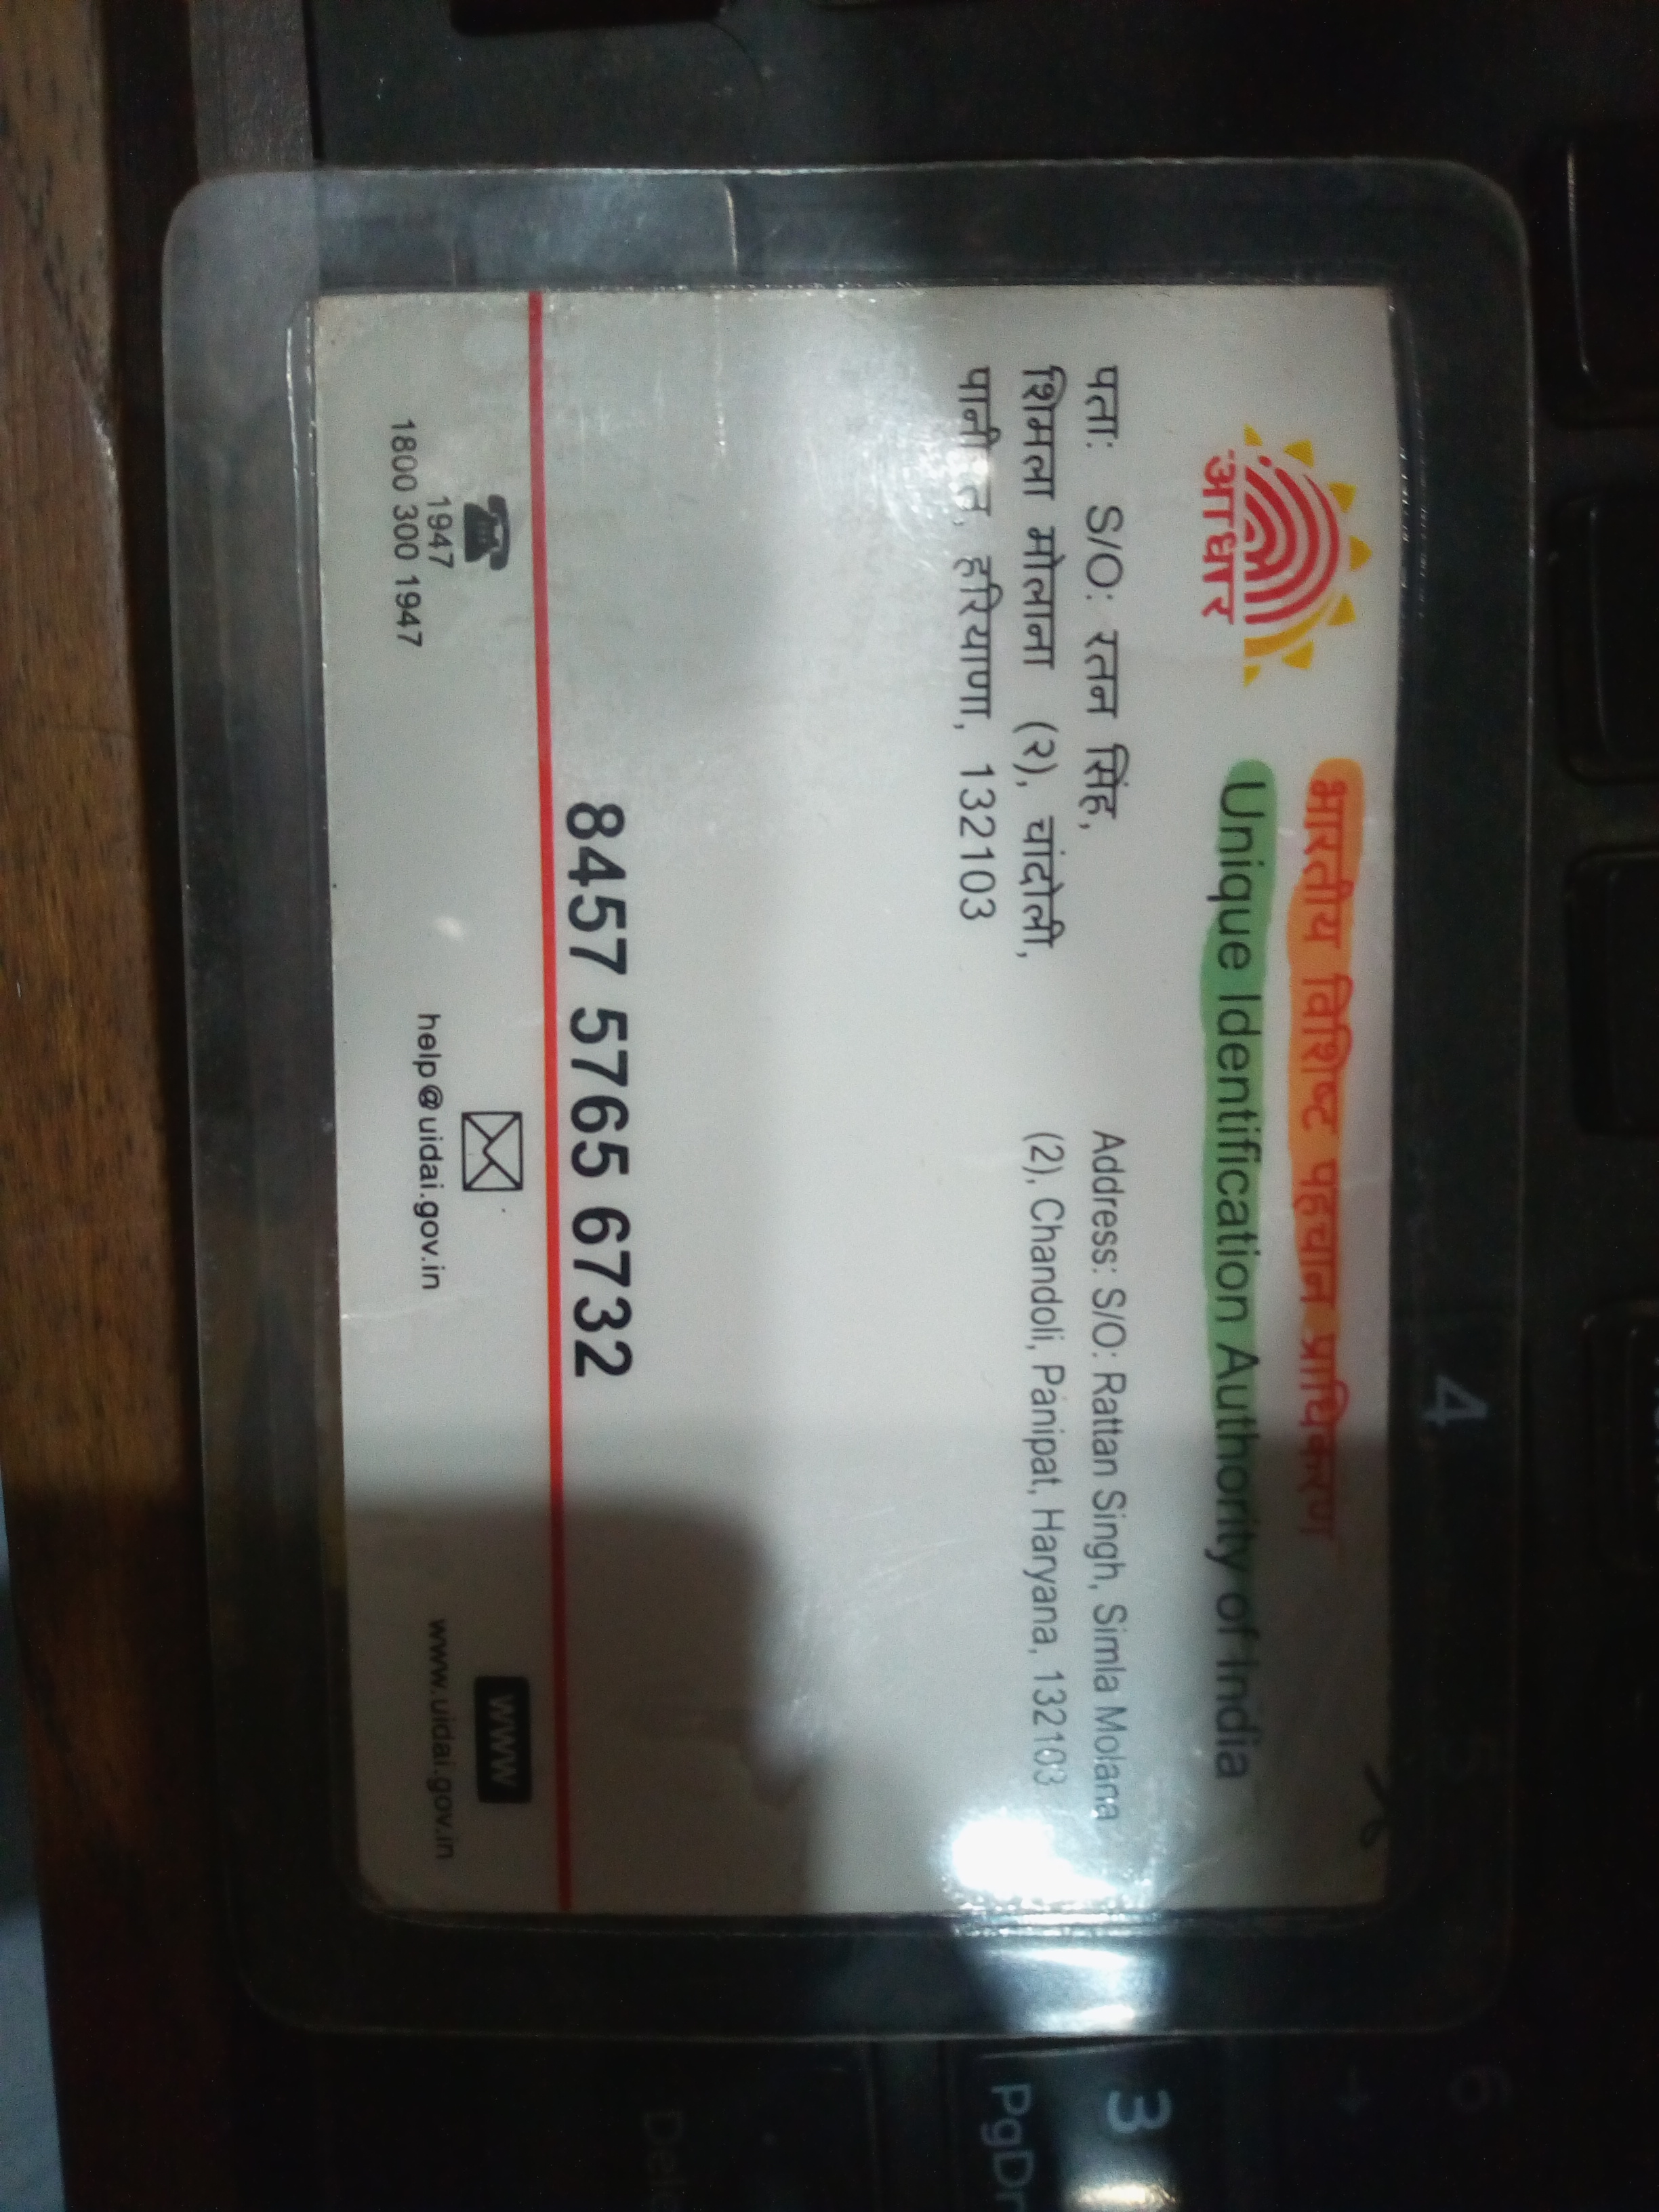 आधार
भारतीय विशिष्ट पहचान प्राधिकरण
Unique Identification Authority of India
पता: S/O: रतन सिंह,
शिमला मोलाना (२), चांदोली,
हरियाणा, 132103
Address: S/O: Rattan Singh, Simla Molana
(2), Chandoli, Panipat, Haryana, 132103
8457 5765 6732
1947
1800 300 1947
help@uidai.gov.in
www
www.uidai.gov.in
4
6
3
PgDn